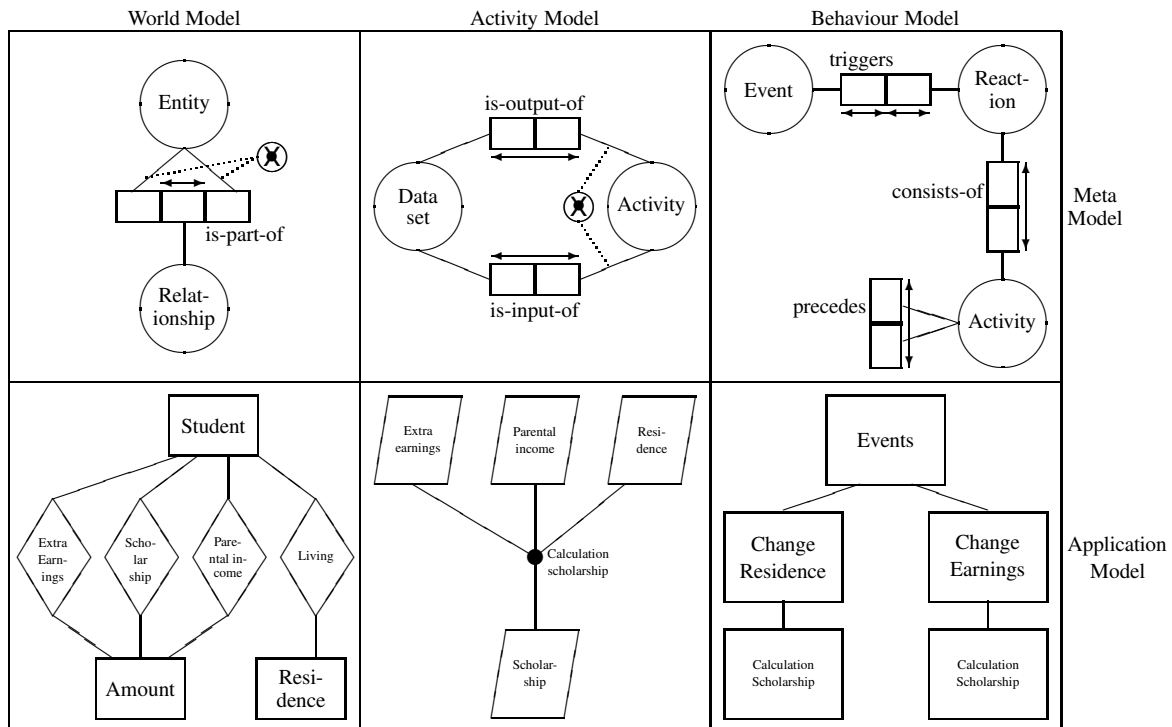 World Model
Activity Model
Behaviour Model
Entity
is-part-of
Relat-
ionship
is-output-of
Data
set
Activity
is-input-of
Event
triggers
React-
ion
consists-of
precedes
Activity
Meta
Model
Student
Extra
Earn-
ings
Scho-
lar
ship
Pare-
ntal in-
come
Living
Amount
Resi-
dence
Extra
earnings
Parental
income
Resi-
dence
Calculation
scholarship
Scholar-
ship
Events
Change
Residence
Change
Earnings
Calculation
Scholarship
Calculation
Scholarship
Application
Model